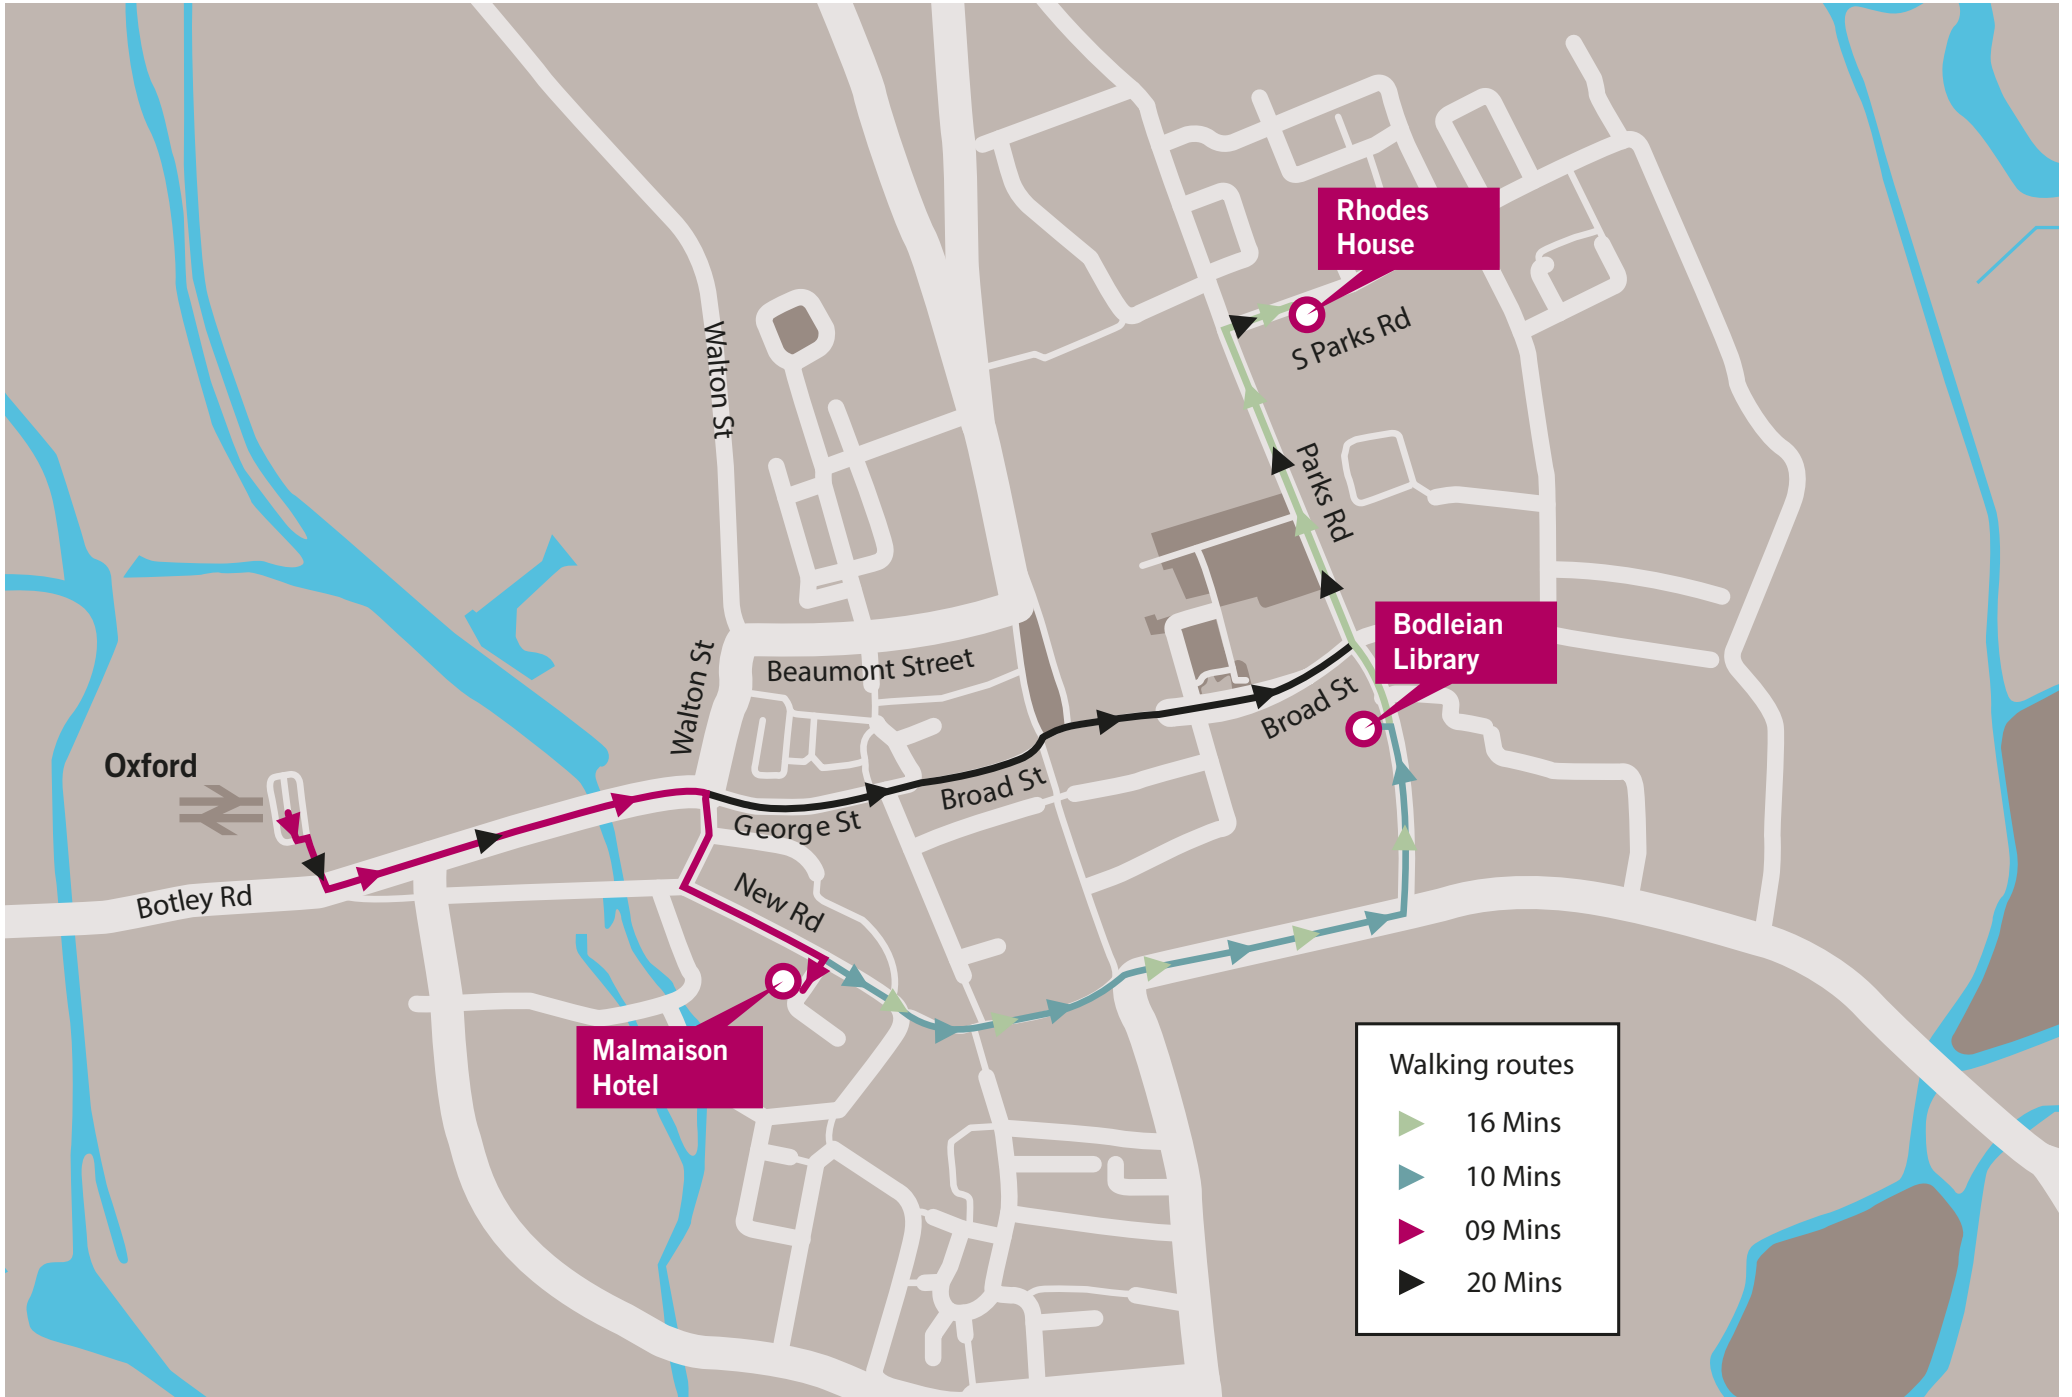 Rhodes
House
S Parks Rd
Walton St
Parks Rd
Bodleian
Library
Walton St
Beaumont Street
Broad St
Oxford
Broad St
George St
Botley Rd
New Rd
Malmaison
Hotel
Walking routes
16 Mins
10 Mins
09 Mins
20 Mins